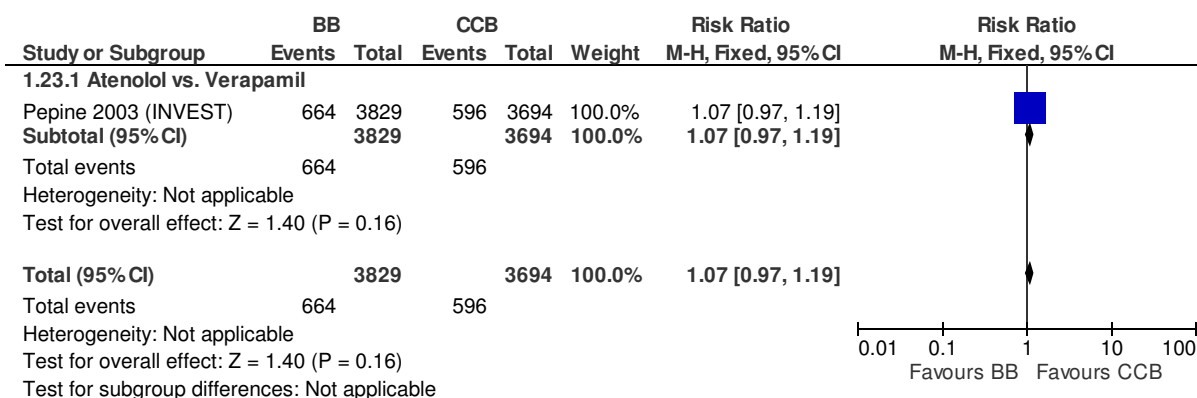 BB CCB Risk Ratio Risk Ratio
Study or Subgroup Events Total Events Total Weight M-H, Fixed, 95% CI M-H, Fixed, 95% CI
1.23.1 Atenolol vs. Verapamil
Pepine 2003 (INVEST) 664 3829 596 3694 100.0% 1.07 [0.97, 1.19]
Subtotal (95% CI) 3829 3694 100.0% 1.07 [0.97, 1.19]
Total events 664 596
Heterogeneity: Not applicable
Test for overall effect: Z = 1.40 (P = 0.16)
Total (95% CI) 3829 3694 100.0% 1.07 [0.97, 1.19]
Total events 664 596
Heterogeneity: Not applicable
Test for overall effect: Z = 1.40 (P = 0.16)
Test for subgroup differences: Not applicable
0.01 0.1 1 10 100
Favours BB Favours CCB